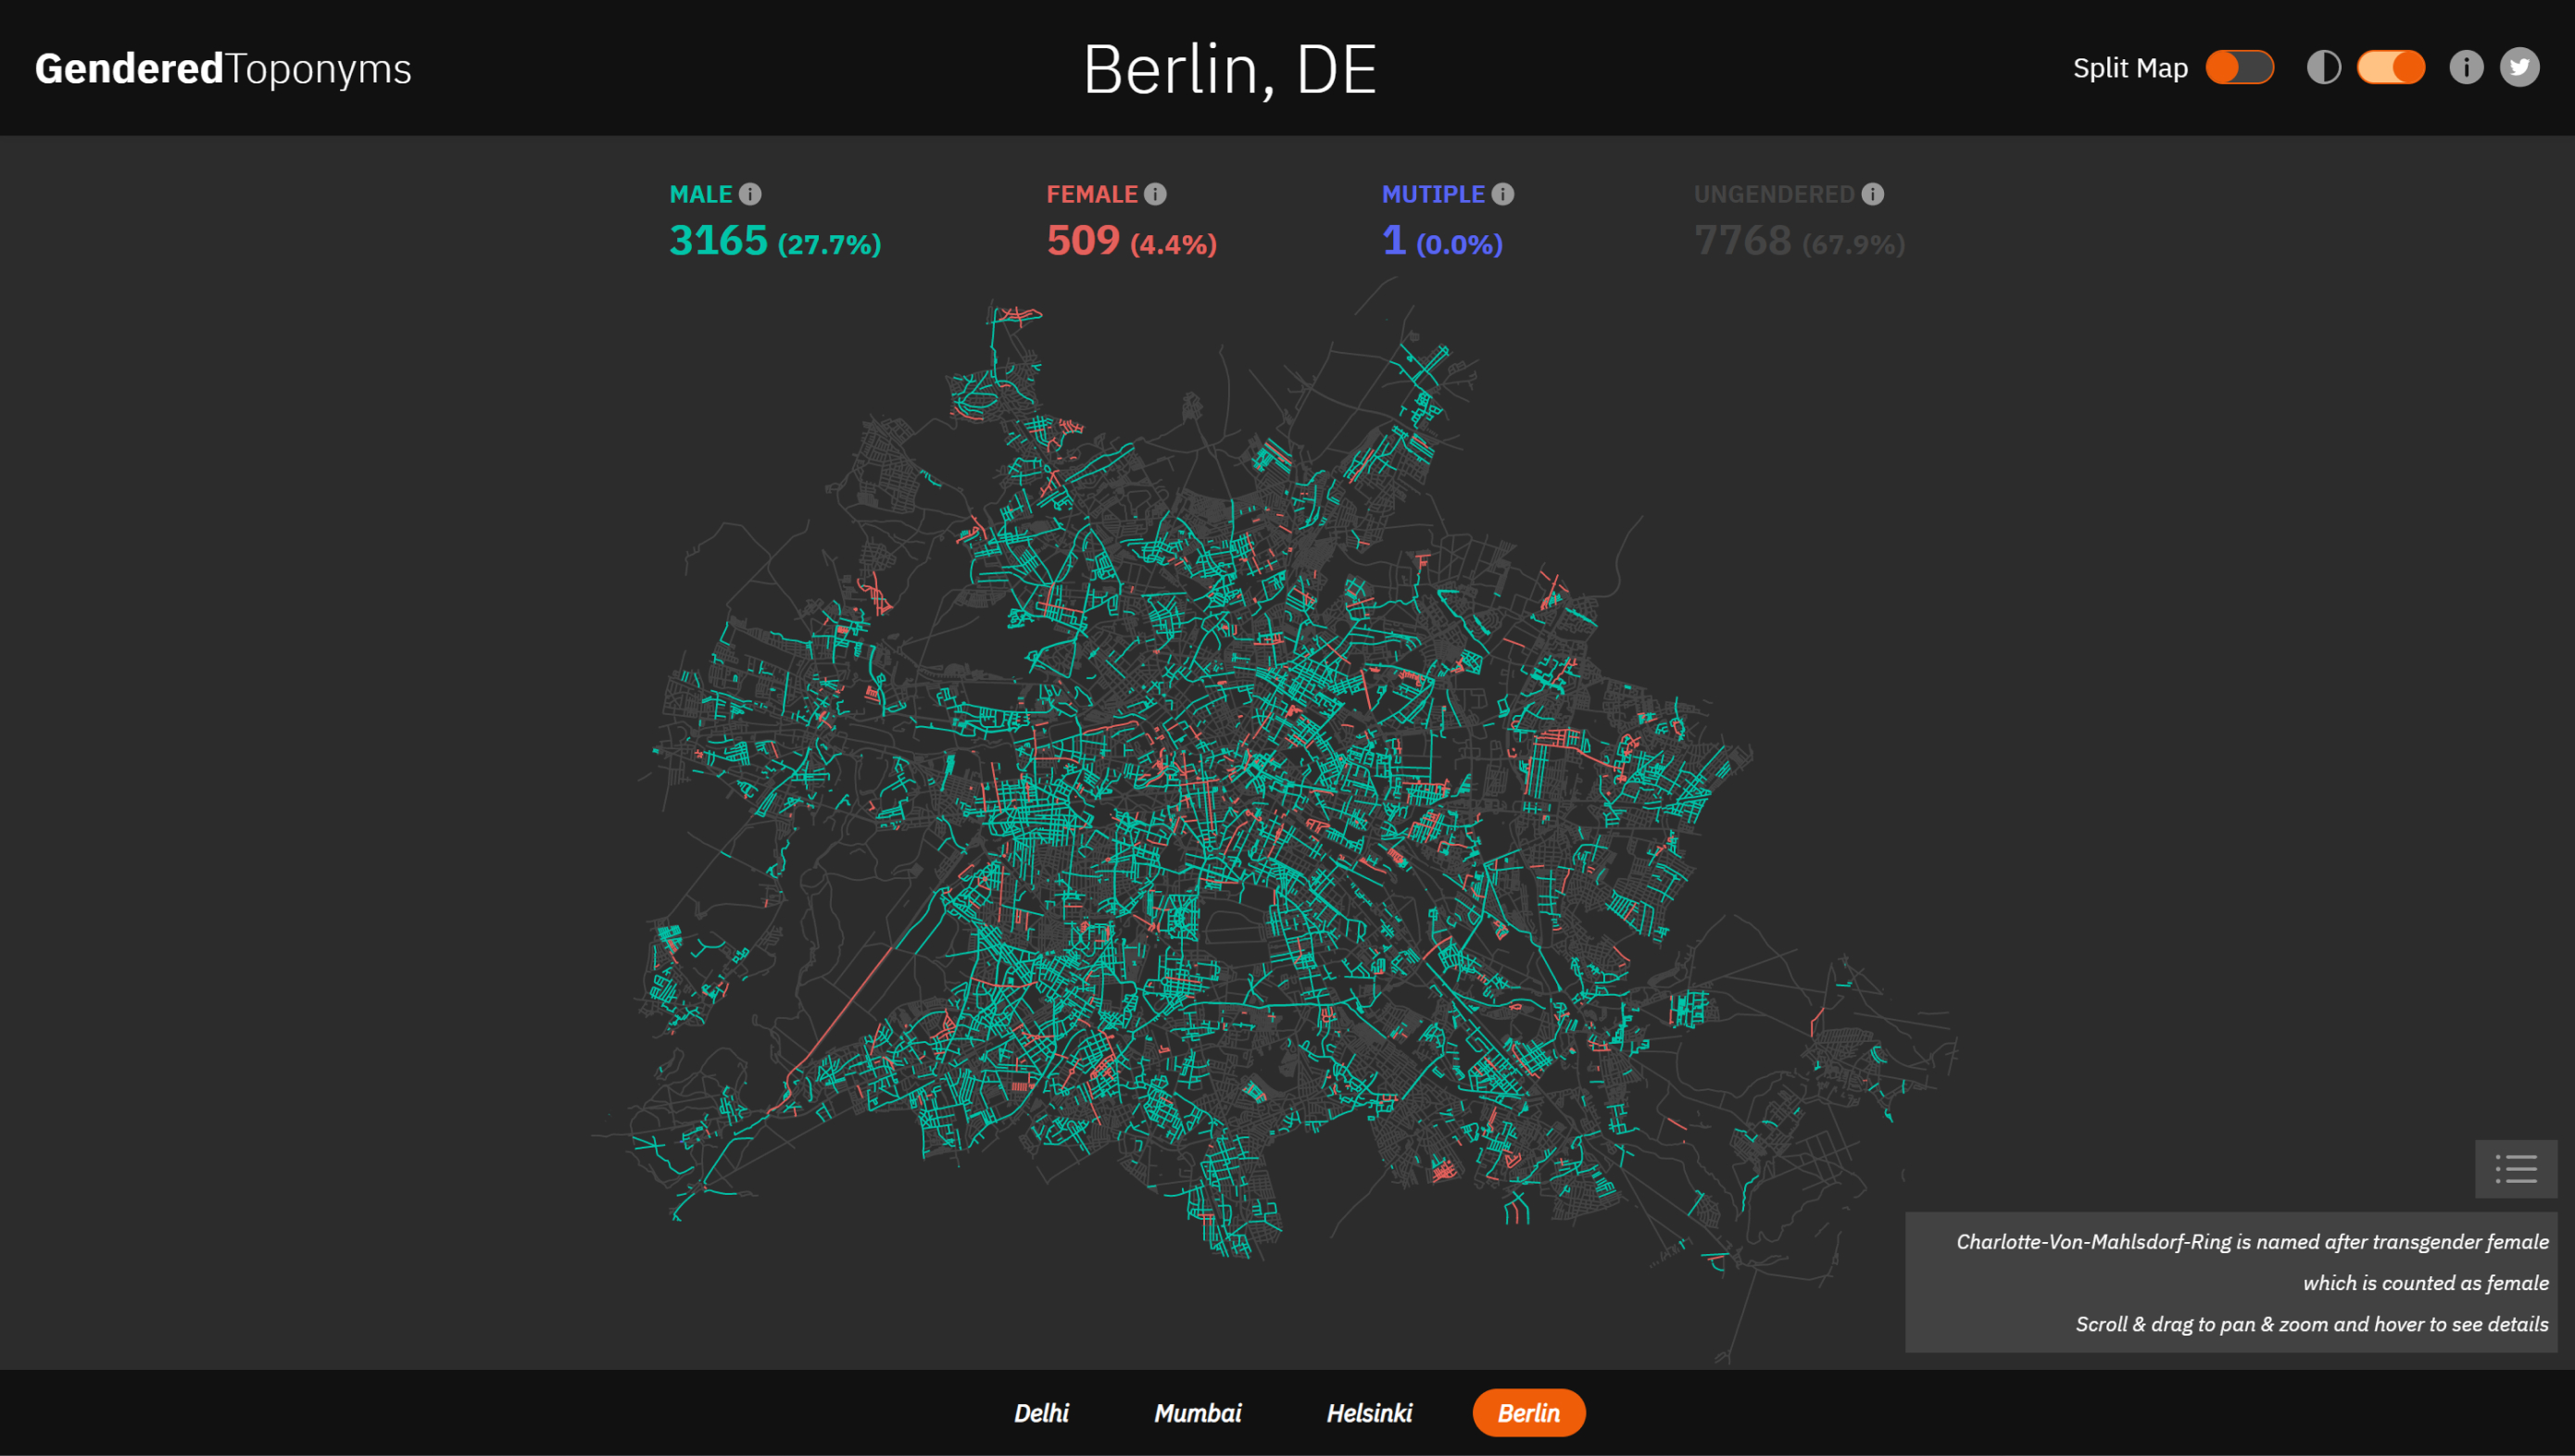 GenderedToponyms
Berlin, DE
Split Map
MALE
3165 (27.7%)
FEMALE
509 (4.4%)
MUTIPLE
1 (0.0%)
UNGENDERED
7768 (67.9%)
Charlotte-Von-Mahlsdorf-Ring is named after transgender female
which is counted as female
Scroll & drag to pan & zoom and hover to see details
Delhi
Mumbai
Helsinki
Berlin